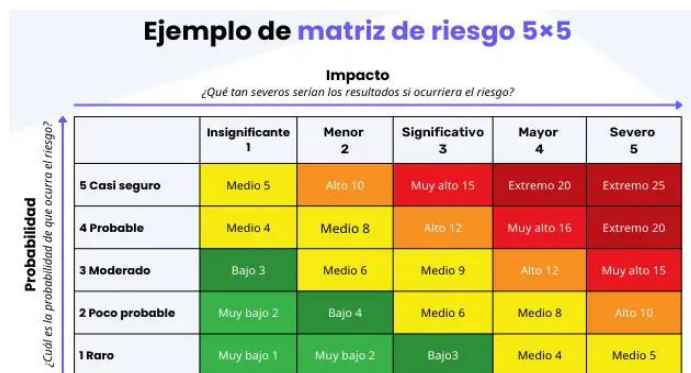 Ejemplo de matriz de riesgo 5×5
Impacto
¿Qué tan severos serían los resultados si ocurriera el riesgo?
Probabilidad
¿Cuál es la probabilidad de que ocurra el riesgo?
Insignificante 1 Menor 2 Significativo 3 Mayor 4 Severo 5
5 Casi seguro Medio 5 Alto 10 Muy alto 15 Extremo 20 Extremo 25
4 Probable Medio 4 Medio 8 Alto 12 Muy alto 16 Extremo 20
3 Moderado Bajo 3 Medio 6 Medio 9 Alto 12 Muy alto 15
2 Poco probable Muy bajo 2 Bajo 4 Medio 6 Medio 8 Alto 10
1 Raro Muy bajo 1 Muy bajo 2 Bajo3 Medio 4 Medio 5